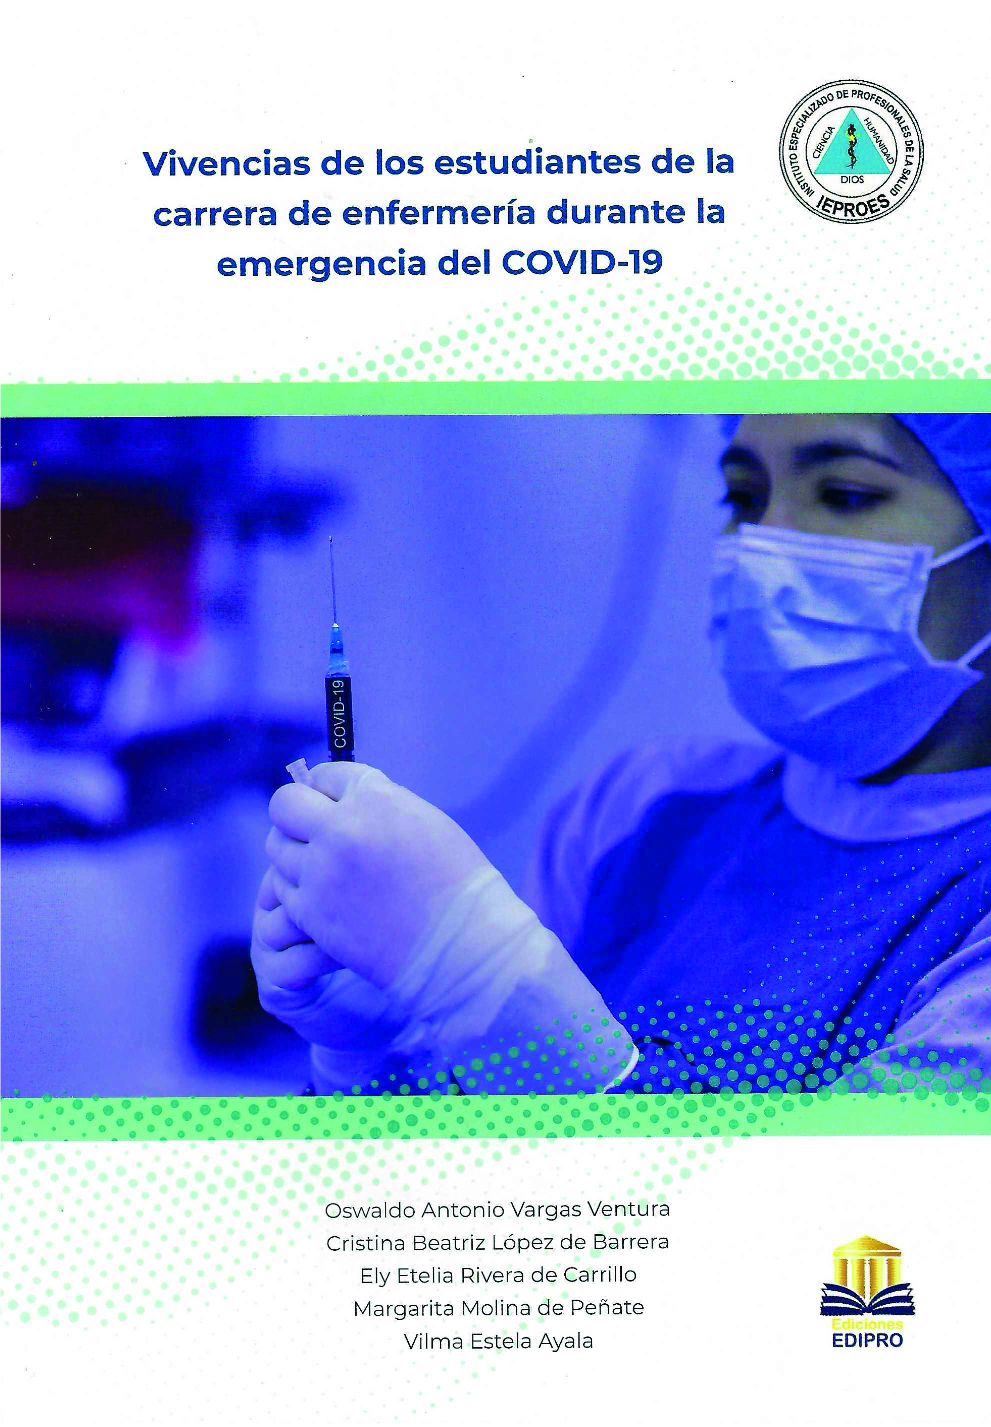 Vivencias de los estudiantes de la
carrera de enfermería durante la
emergencia del COVID-19
INSTITUTO ESPECIALIZADO DE PROFESIONALES DE LA SALUD
CIENCIA
HUMANIDAD
DIOS
IEPROES
COVID-19
Oswaldo Antonio Vargas Ventura
Cristina Beatriz López de Barrera
Ely Etelia Rivera de Carrillo
Margarita Molina de Peñate
Vilma Estela Ayala
Ediciones
EDIPRO